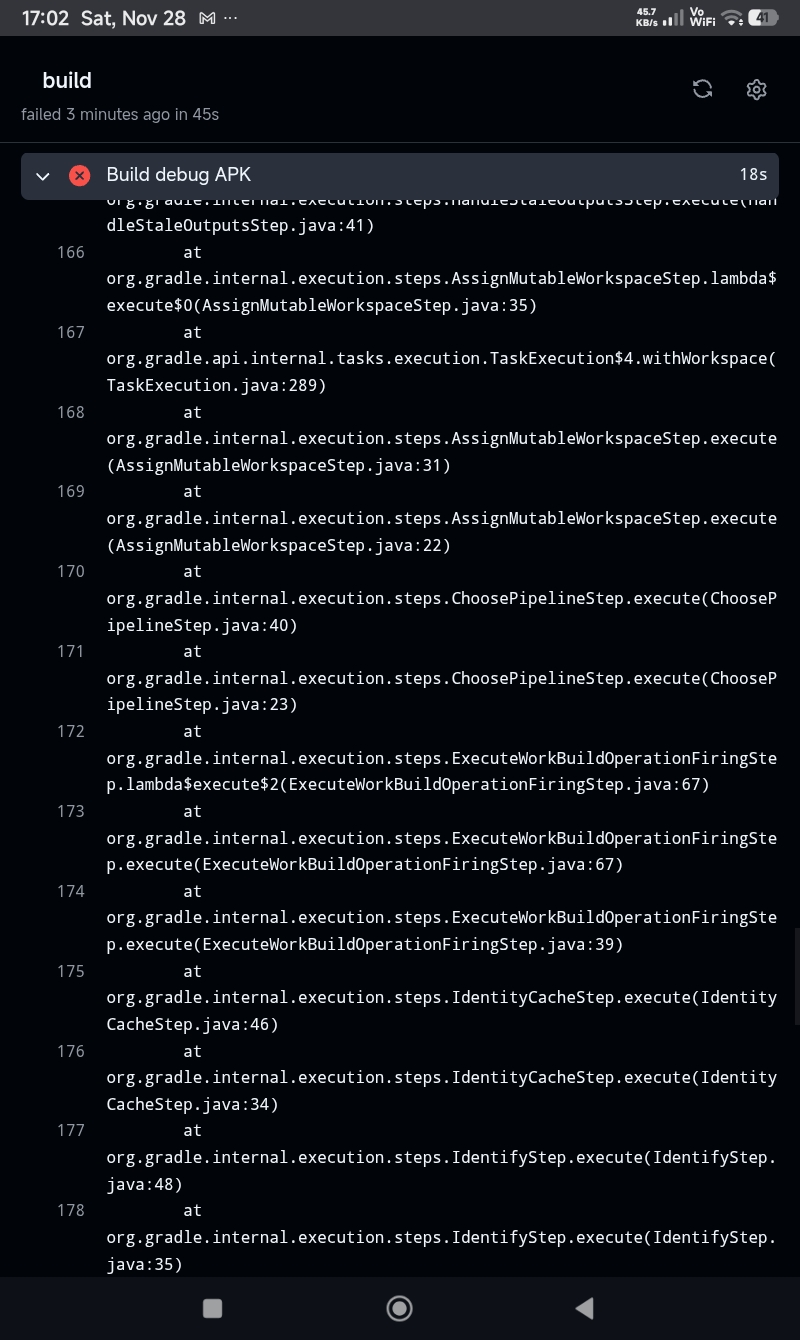 17:02 Sat, Nov 28 ...
45.7 KB/s Vo WiFi 41
build
failed 3 minutes ago in 45s
Build debug APK 18s
org.gradle.internal.execution.steps.HandleStaleOutputsStep.execute(Han
dleStaleOutputsStep.java:41)
166 at
org.gradle.internal.execution.steps.AssignMutableWorkspaceStep.lambda$
execute$0(AssignMutableWorkspaceStep.java:35)
167 at
org.gradle.api.internal.tasks.execution.TaskExecution$4.withWorkspace(
TaskExecution.java:289)
168 at
org.gradle.internal.execution.steps.AssignMutableWorkspaceStep.execute
(AssignMutableWorkspaceStep.java:31)
169 at
org.gradle.internal.execution.steps.AssignMutableWorkspaceStep.execute
(AssignMutableWorkspaceStep.java:22)
170 at
org.gradle.internal.execution.steps.ChoosePipelineStep.execute(ChooseP
ipelineStep.java:40)
171 at
org.gradle.internal.execution.steps.ChoosePipelineStep.execute(ChooseP
ipelineStep.java:23)
172 at
org.gradle.internal.execution.steps.ExecuteWorkBuildOperationFiringSte
p.lambda$execute$2(ExecuteWorkBuildOperationFiringStep.java:67)
173 at
org.gradle.internal.execution.steps.ExecuteWorkBuildOperationFiringSte
p.execute(ExecuteWorkBuildOperationFiringStep.java:67)
174 at
org.gradle.internal.execution.steps.ExecuteWorkBuildOperationFiringSte
p.execute(ExecuteWorkBuildOperationFiringStep.java:39)
175 at
org.gradle.internal.execution.steps.IdentityCacheStep.execute(Identity
CacheStep.java:46)
176 at
org.gradle.internal.execution.steps.IdentityCacheStep.execute(Identity
CacheStep.java:34)
177 at
org.gradle.internal.execution.steps.IdentifyStep.execute(IdentifyStep.
java:48)
178 at
org.gradle.internal.execution.steps.IdentifyStep.execute(IdentifyStep.
java:35)